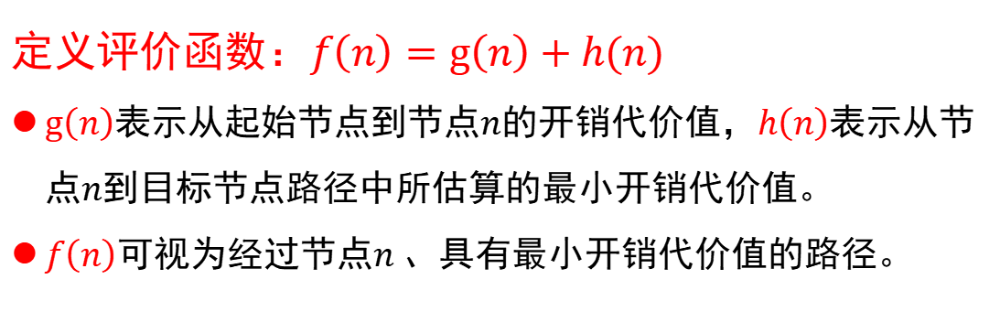 定义评价函数：f(n) = g(n) + h(n)
● g(n)表示从起始节点到节点n的开销代价值，h(n)表示从节
点n到目标节点路径中所估算的最小开销代价值。
● f(n)可视为经过节点n 、具有最小开销代价值的路径。